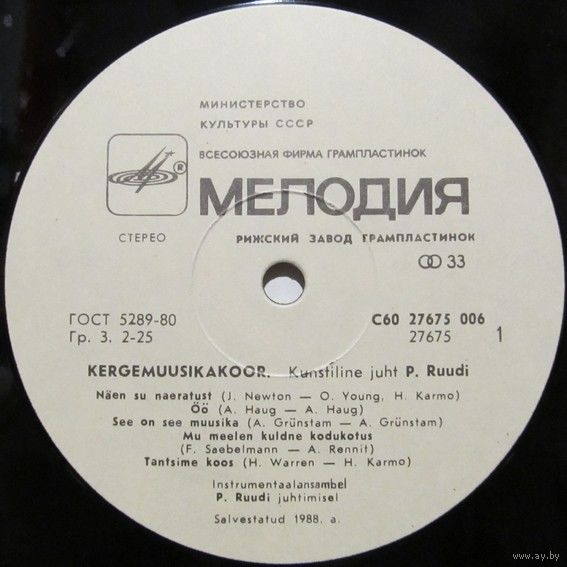 МИНИСТЕРСТВО
КУЛЬТУРЫ СССР
ВСЕСОЮЗНАЯ ФИРМА ГРАМПЛАСТИНОК
®
МЕЛОДИЯ
СТЕРЕО
РИЖСКИЙ ЗАВОД ГРАМПЛАСТИНОК
33
ГОСТ 5289-80
С60 27675 006
Гр. 3. 2-25
27675
1
KERGEMUUSIKAKOOR. Kunstiline juht P. Ruudi
Näen su naeratust (J. Newton — O. Young, H. Karmo)
Öö (A. Haug — A. Haug)
See on see muusika (A. Grünstam — A. Grünstam)
Mu meelen kuldne kodukotus
(F. Saebelmann — A. Rennit)
Tantsime koos (H. Warren — H. Karmo)
Instrumentaalansambel
P. Ruudi juhtimisel
Salvestatud 1988. a.
www.ay.by